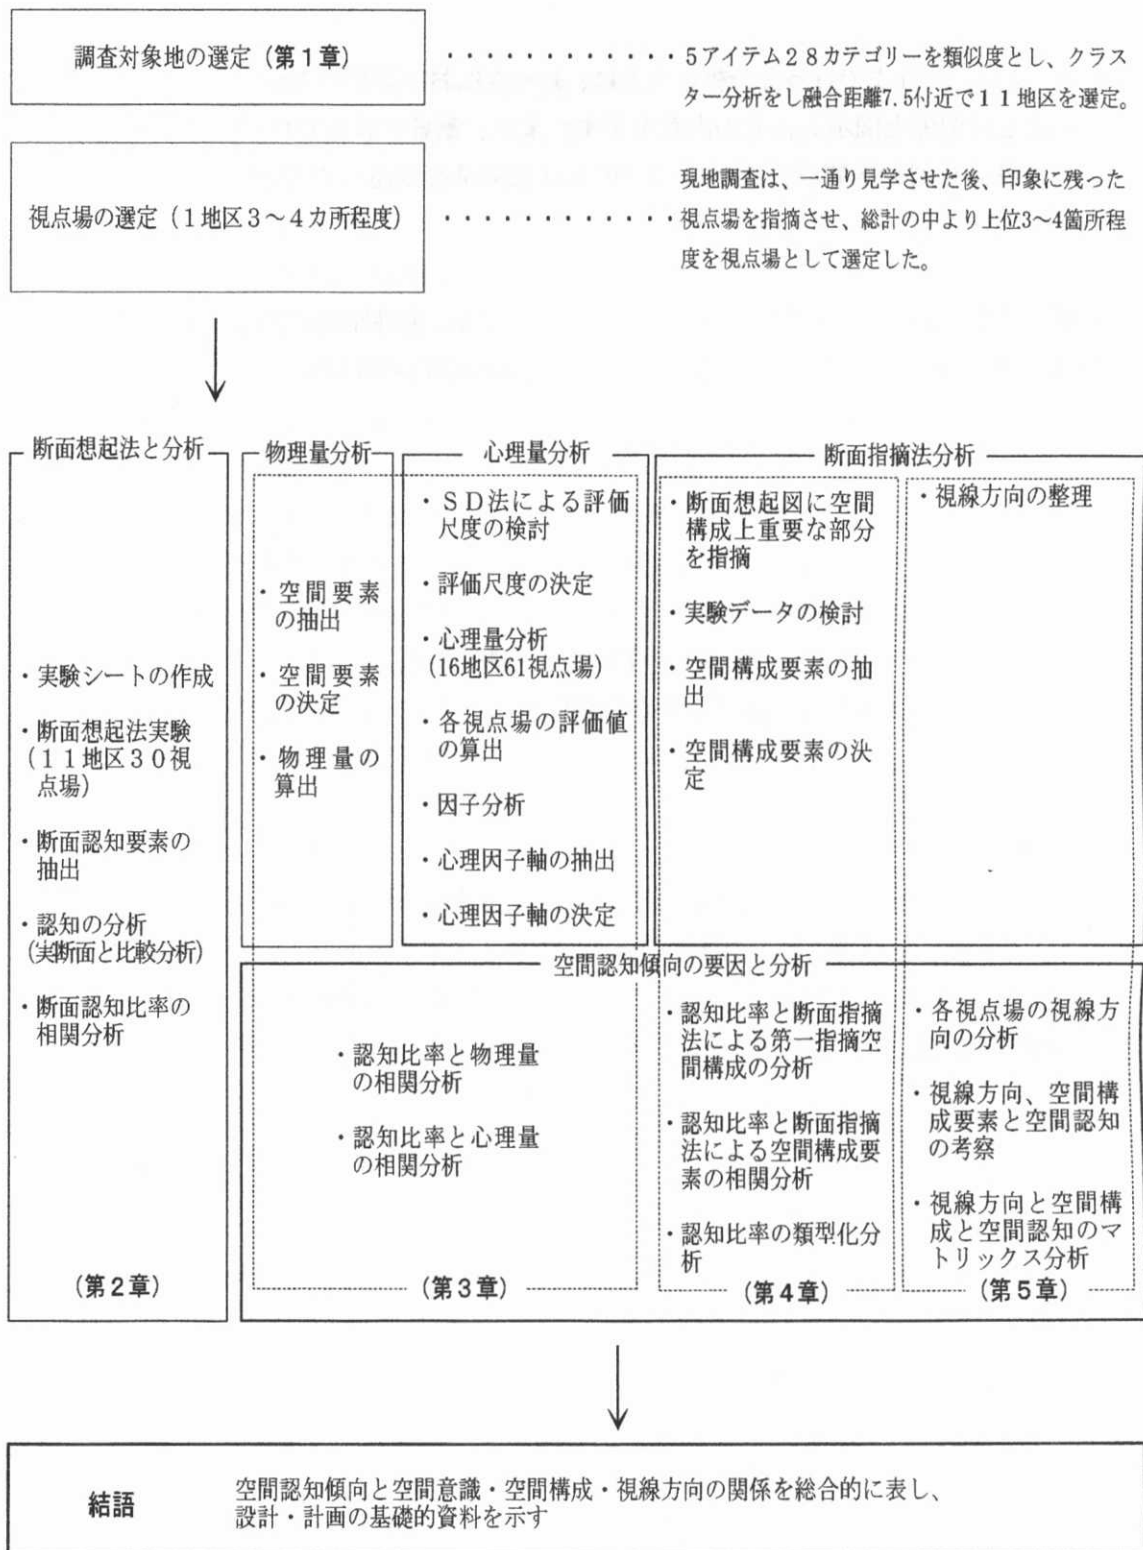 調査対象地の選定（第１章）
・・・・・・・・・・・・５アイテム２８カテゴリーを類似度とし、クラス
ター分析をし融合距離7.5付近で１１地区を選定。
視点場の選定（１地区３～４カ所程度）
・・・・・・・・・・・・
現地調査は、一通り見学させた後、印象に残った
視点場を指摘させ、総計の中より上位3～4箇所程
度を視点場として選定した。
断面想起法と分析
・実験シートの作成
・断面想起法実験
（１１地区３０視
点場）
・断面認知要素の
抽出
・認知の分析
（実断面と比較分析）
・断面認知比率の
相関分析
（第２章）
物理量分析
・空間要素
の抽出
・空間要素
の決定
・物理量の
算出
心理量分析
・ＳＤ法による評価
尺度の検討
・評価尺度の決定
・心理量分析
（16地区61視点場）
・各視点場の評価値
の算出
・因子分析
・心理因子軸の抽出
・心理因子軸の決定
断面指摘法分析
・断面想起図に空間
構成上重要な部分
を指摘
・実験データの検討
・空間構成要素の抽
出
・空間構成要素の決
定
・視線方向の整理
空間認知傾向の要因と分析
・認知比率と物理量
の相関分析
・認知比率と心理量
の相関分析
（第３章）
・認知比率と断面指摘
法による第一指摘空
間構成の分析
・認知比率と断面指摘
法による空間構成要
素の相関分析
・認知比率の類型化分
析
（第４章）
・各視点場の視線方
向の分析
・視線方向、空間構
成要素と空間認知
の考察
・視線方向と空間構
成と空間認知のマ
トリックス分析
（第５章）
結語
空間認知傾向と空間意識・空間構成・視線方向の関係を総合的に表し、
設計・計画の基礎的資料を示す